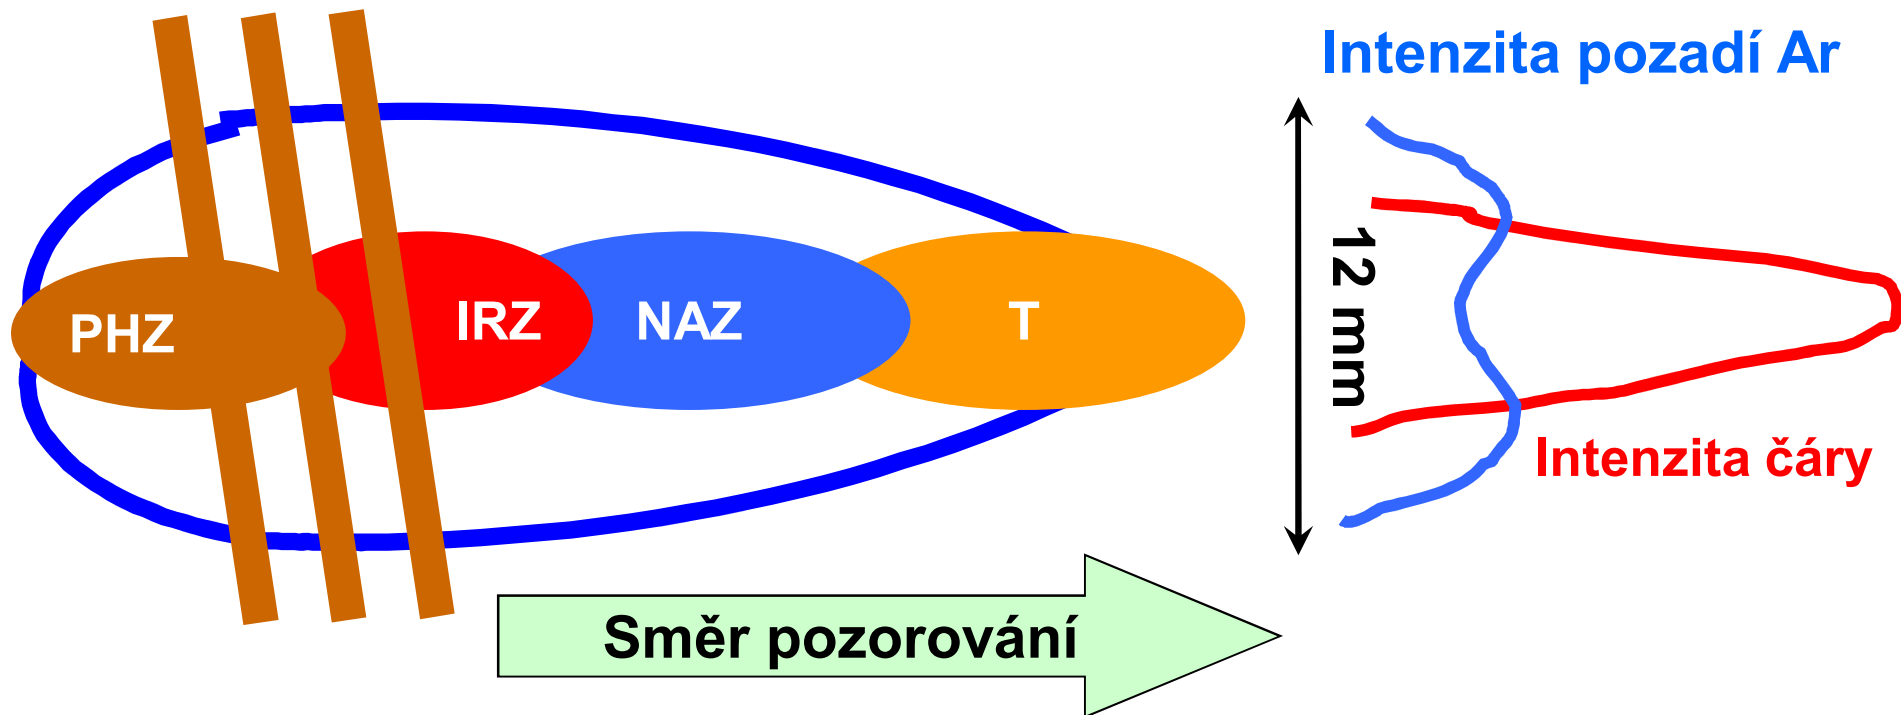 Intenzita pozadí Ar
PHZ
IRZ
NAZ
T
12 mm
Intenzita čáry
Směr pozorování